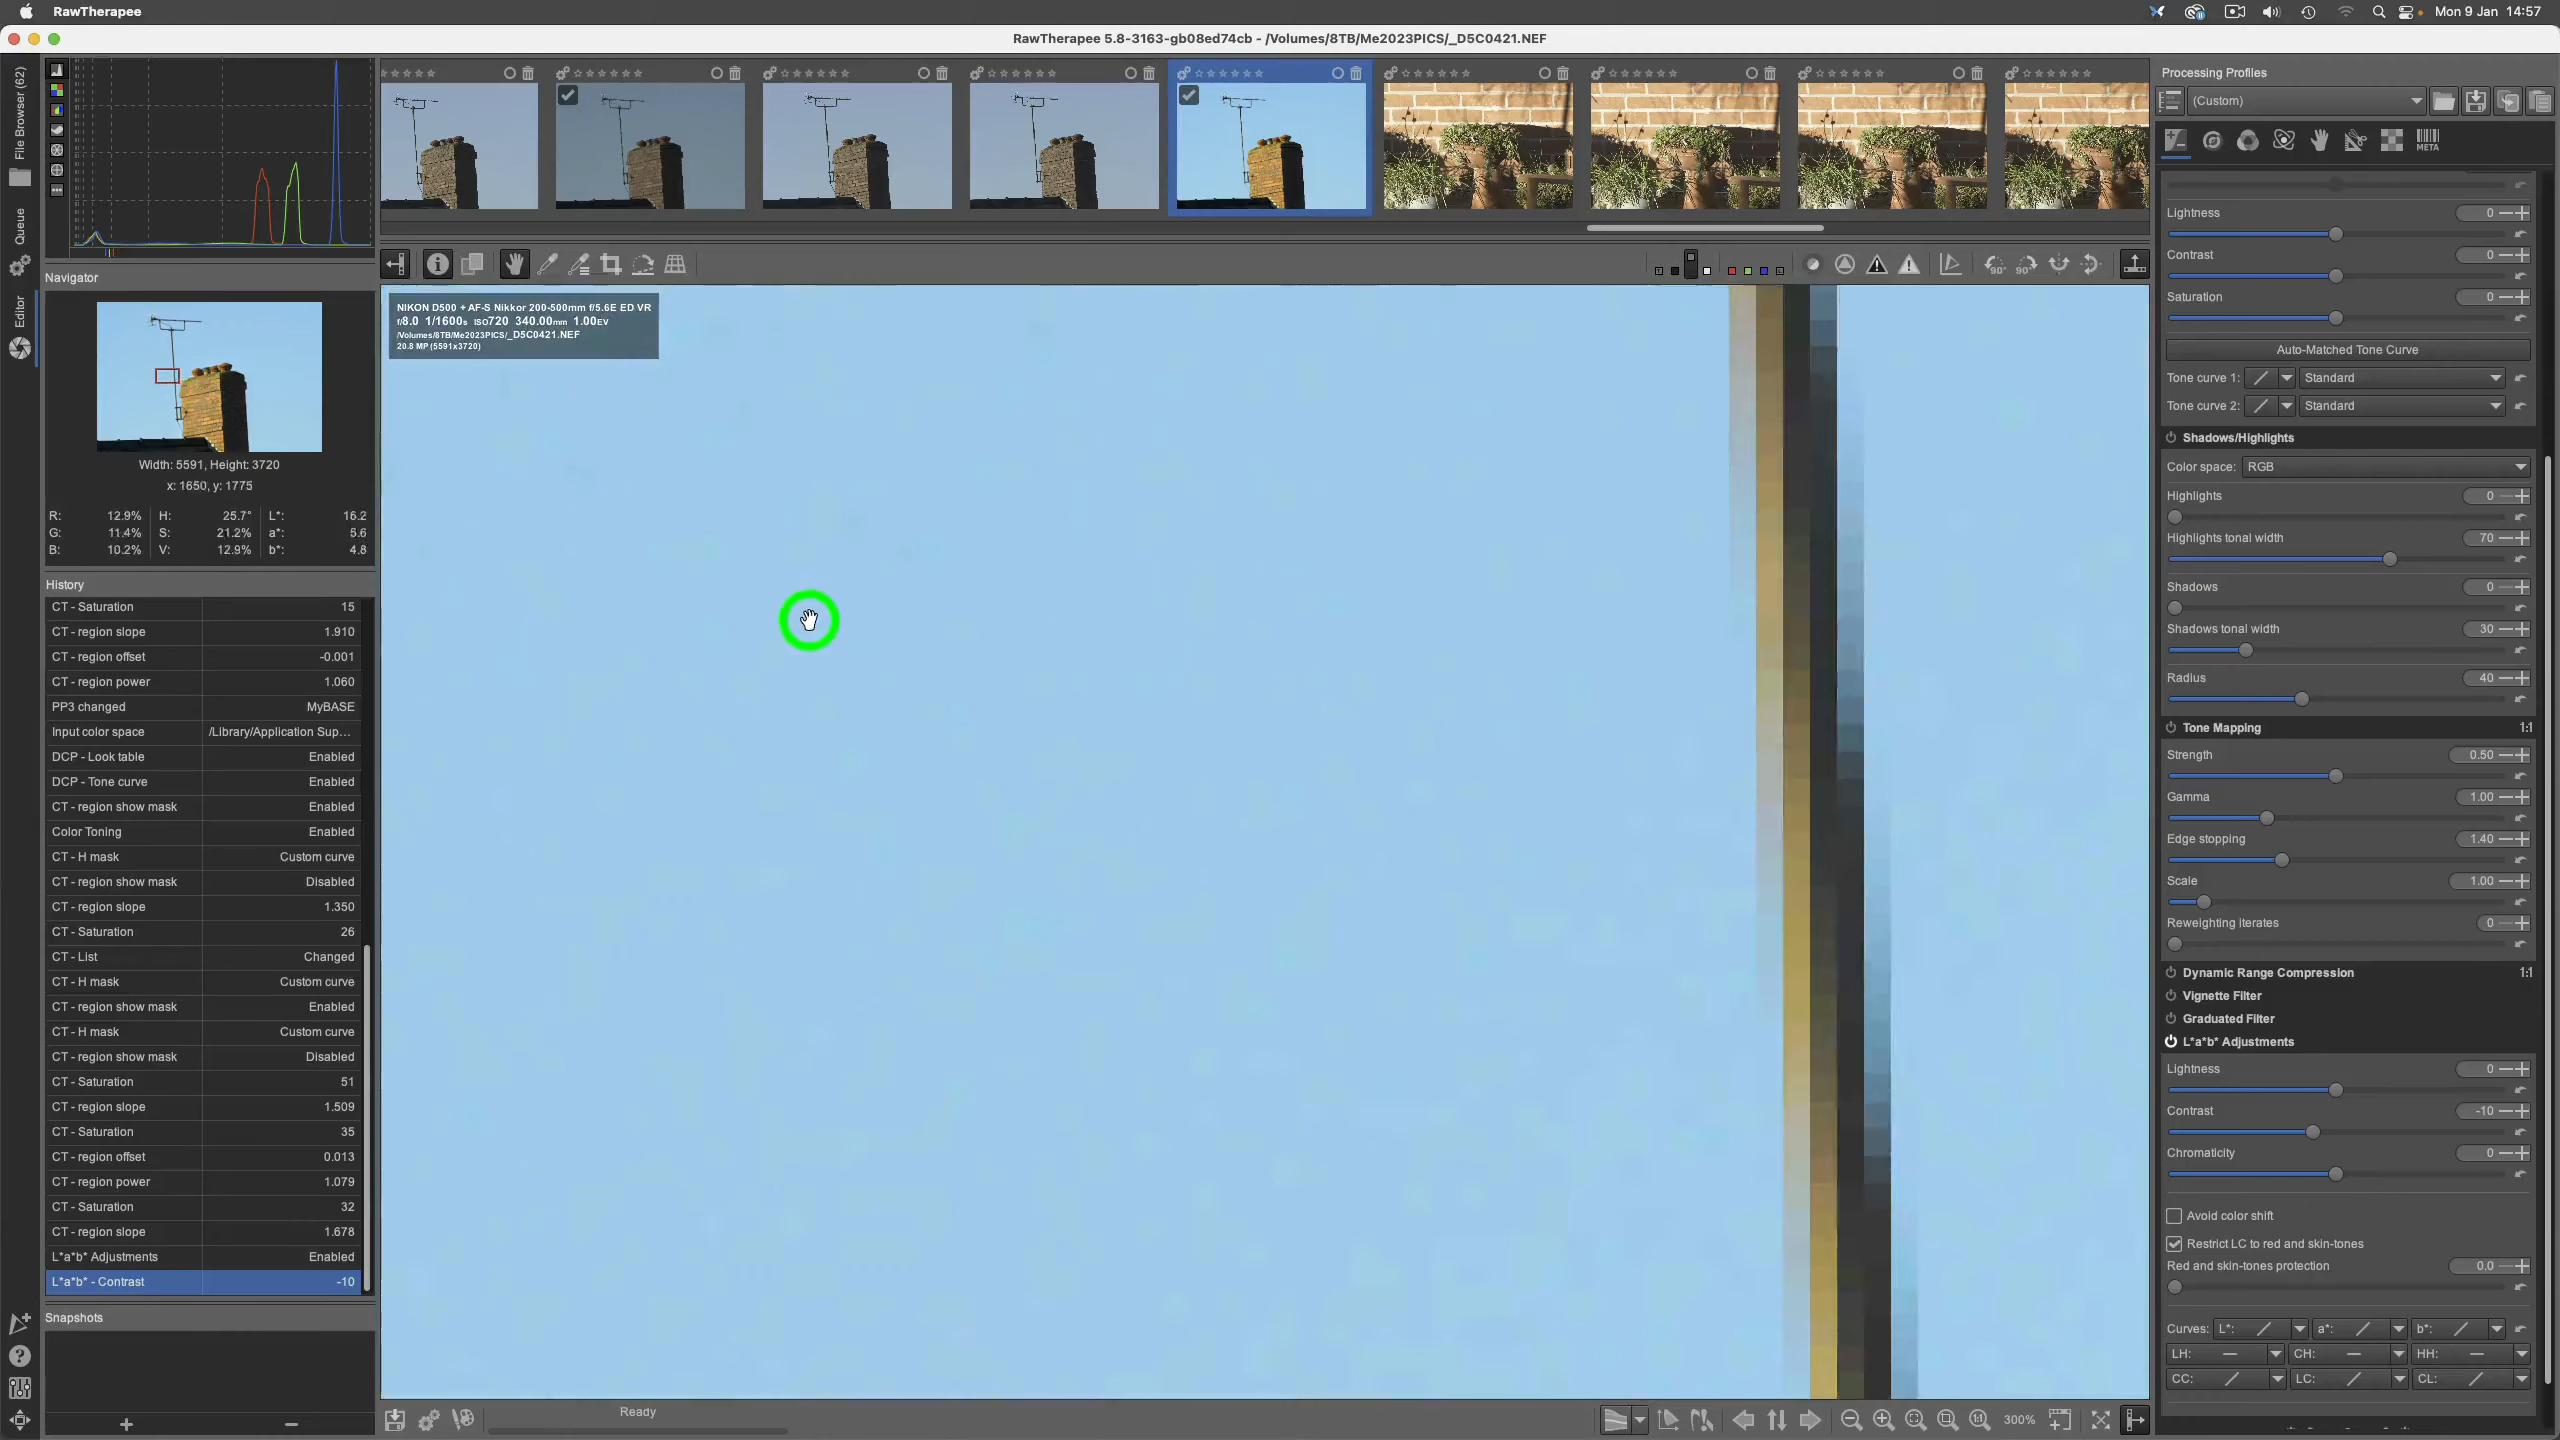 RawTherapee
Mon 9 Jan 14:57
RawTherapee 5.8-3163-gb08ed74cb - /Volumes/8TB/Me2023PICS/_D5C0421.NEF
File Browser (62)
Queue
Editor
Navigator
Width: 5591, Height: 3720
x: 1650, y: 1775
R: 12.9% H: 25.7° L*: 16.2
G: 11.4% S: 21.2% a*: 5.6
B: 10.2% V: 12.9% b*: 4.8
History
CT - Saturation 15
CT - region slope 1.910
CT - region offset -0.001
CT - region power 1.060
PP3 changed MyBASE
Input color space /Library/Application Sup...
DCP - Look table Enabled
DCP - Tone curve Enabled
CT - region show mask Enabled
Color Toning Enabled
CT - H mask Custom curve
CT - region show mask Disabled
CT - region slope 1.350
CT - Saturation 26
CT - List Changed
CT - H mask Custom curve
CT - region show mask Enabled
CT - H mask Custom curve
CT - region show mask Disabled
CT - Saturation 51
CT - region slope 1.509
CT - Saturation 35
CT - region offset 0.013
CT - region power 1.079
CT - Saturation 32
CT - region slope 1.678
L*a*b* Adjustments Enabled
L*a*b* - Contrast -10
Snapshots
NIKON D500 + AF-S Nikkor 200-500mm f/5.6E ED VR
f/8.0 1/1600s ISO720 340.00mm 1.00EV
/Volumes/8TB/Me2023PICS/_D5C0421.NEF
20.8 MP (5591x3720)
90° 90°
Ready
1:1
300%
Processing Profiles
(Custom)
META
Lightness 0
Contrast 0
Saturation 0
Auto-Matched Tone Curve
Tone curve 1: Standard
Tone curve 2: Standard
Shadows/Highlights
Color space: RGB
Highlights 0
Highlights tonal width 70
Shadows 0
Shadows tonal width 30
Radius 40
Tone Mapping 1:1
Strength 0.50
Gamma 1.00
Edge stopping 1.40
Scale 1.00
Reweighting iterates 0
Dynamic Range Compression 1:1
Vignette Filter
Graduated Filter
L*a*b* Adjustments
Lightness 0
Contrast -10
Chromaticity 0
Avoid color shift
Restrict LC to red and skin-tones
Red and skin-tones protection 0.0
Curves: L*: a*: b*:
LH: CH: HH:
CC: LC: CL: